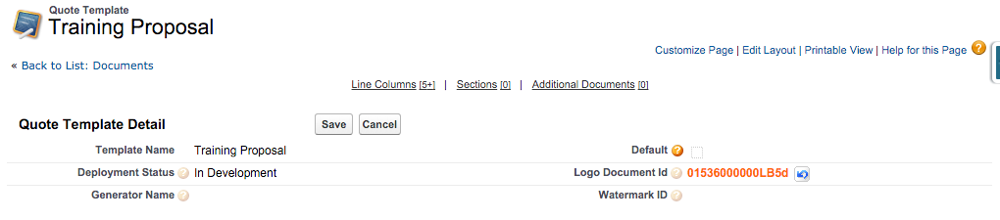 Quote Template
Training Proposal
Customize Page | Edit Layout | Printable View | Help for this Page ?
« Back to List: Documents
Line Columns [5+] | Sections [0] | Additional Documents [0]
Quote Template Detail Save Cancel
Template Name Training Proposal Default ?
Deployment Status ? In Development Logo Document Id ? 01536000000LB5d
Generator Name ? Watermark ID ?